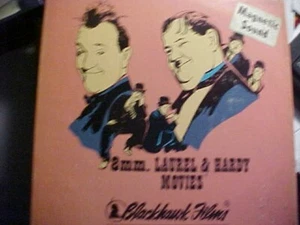 Magnetic
Sound
8mm. LAUREL & HARDY
MOVIES
Blackhawk Films